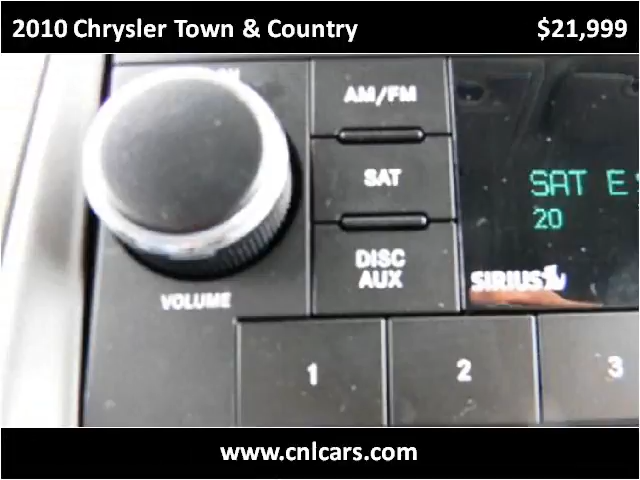 2010 Chrysler Town & Country $21,999
AM/FM
SAT
SAT E
20
DISC
AUX
SIRIUS
VOLUME
1 2 3
www.cnlcars.com